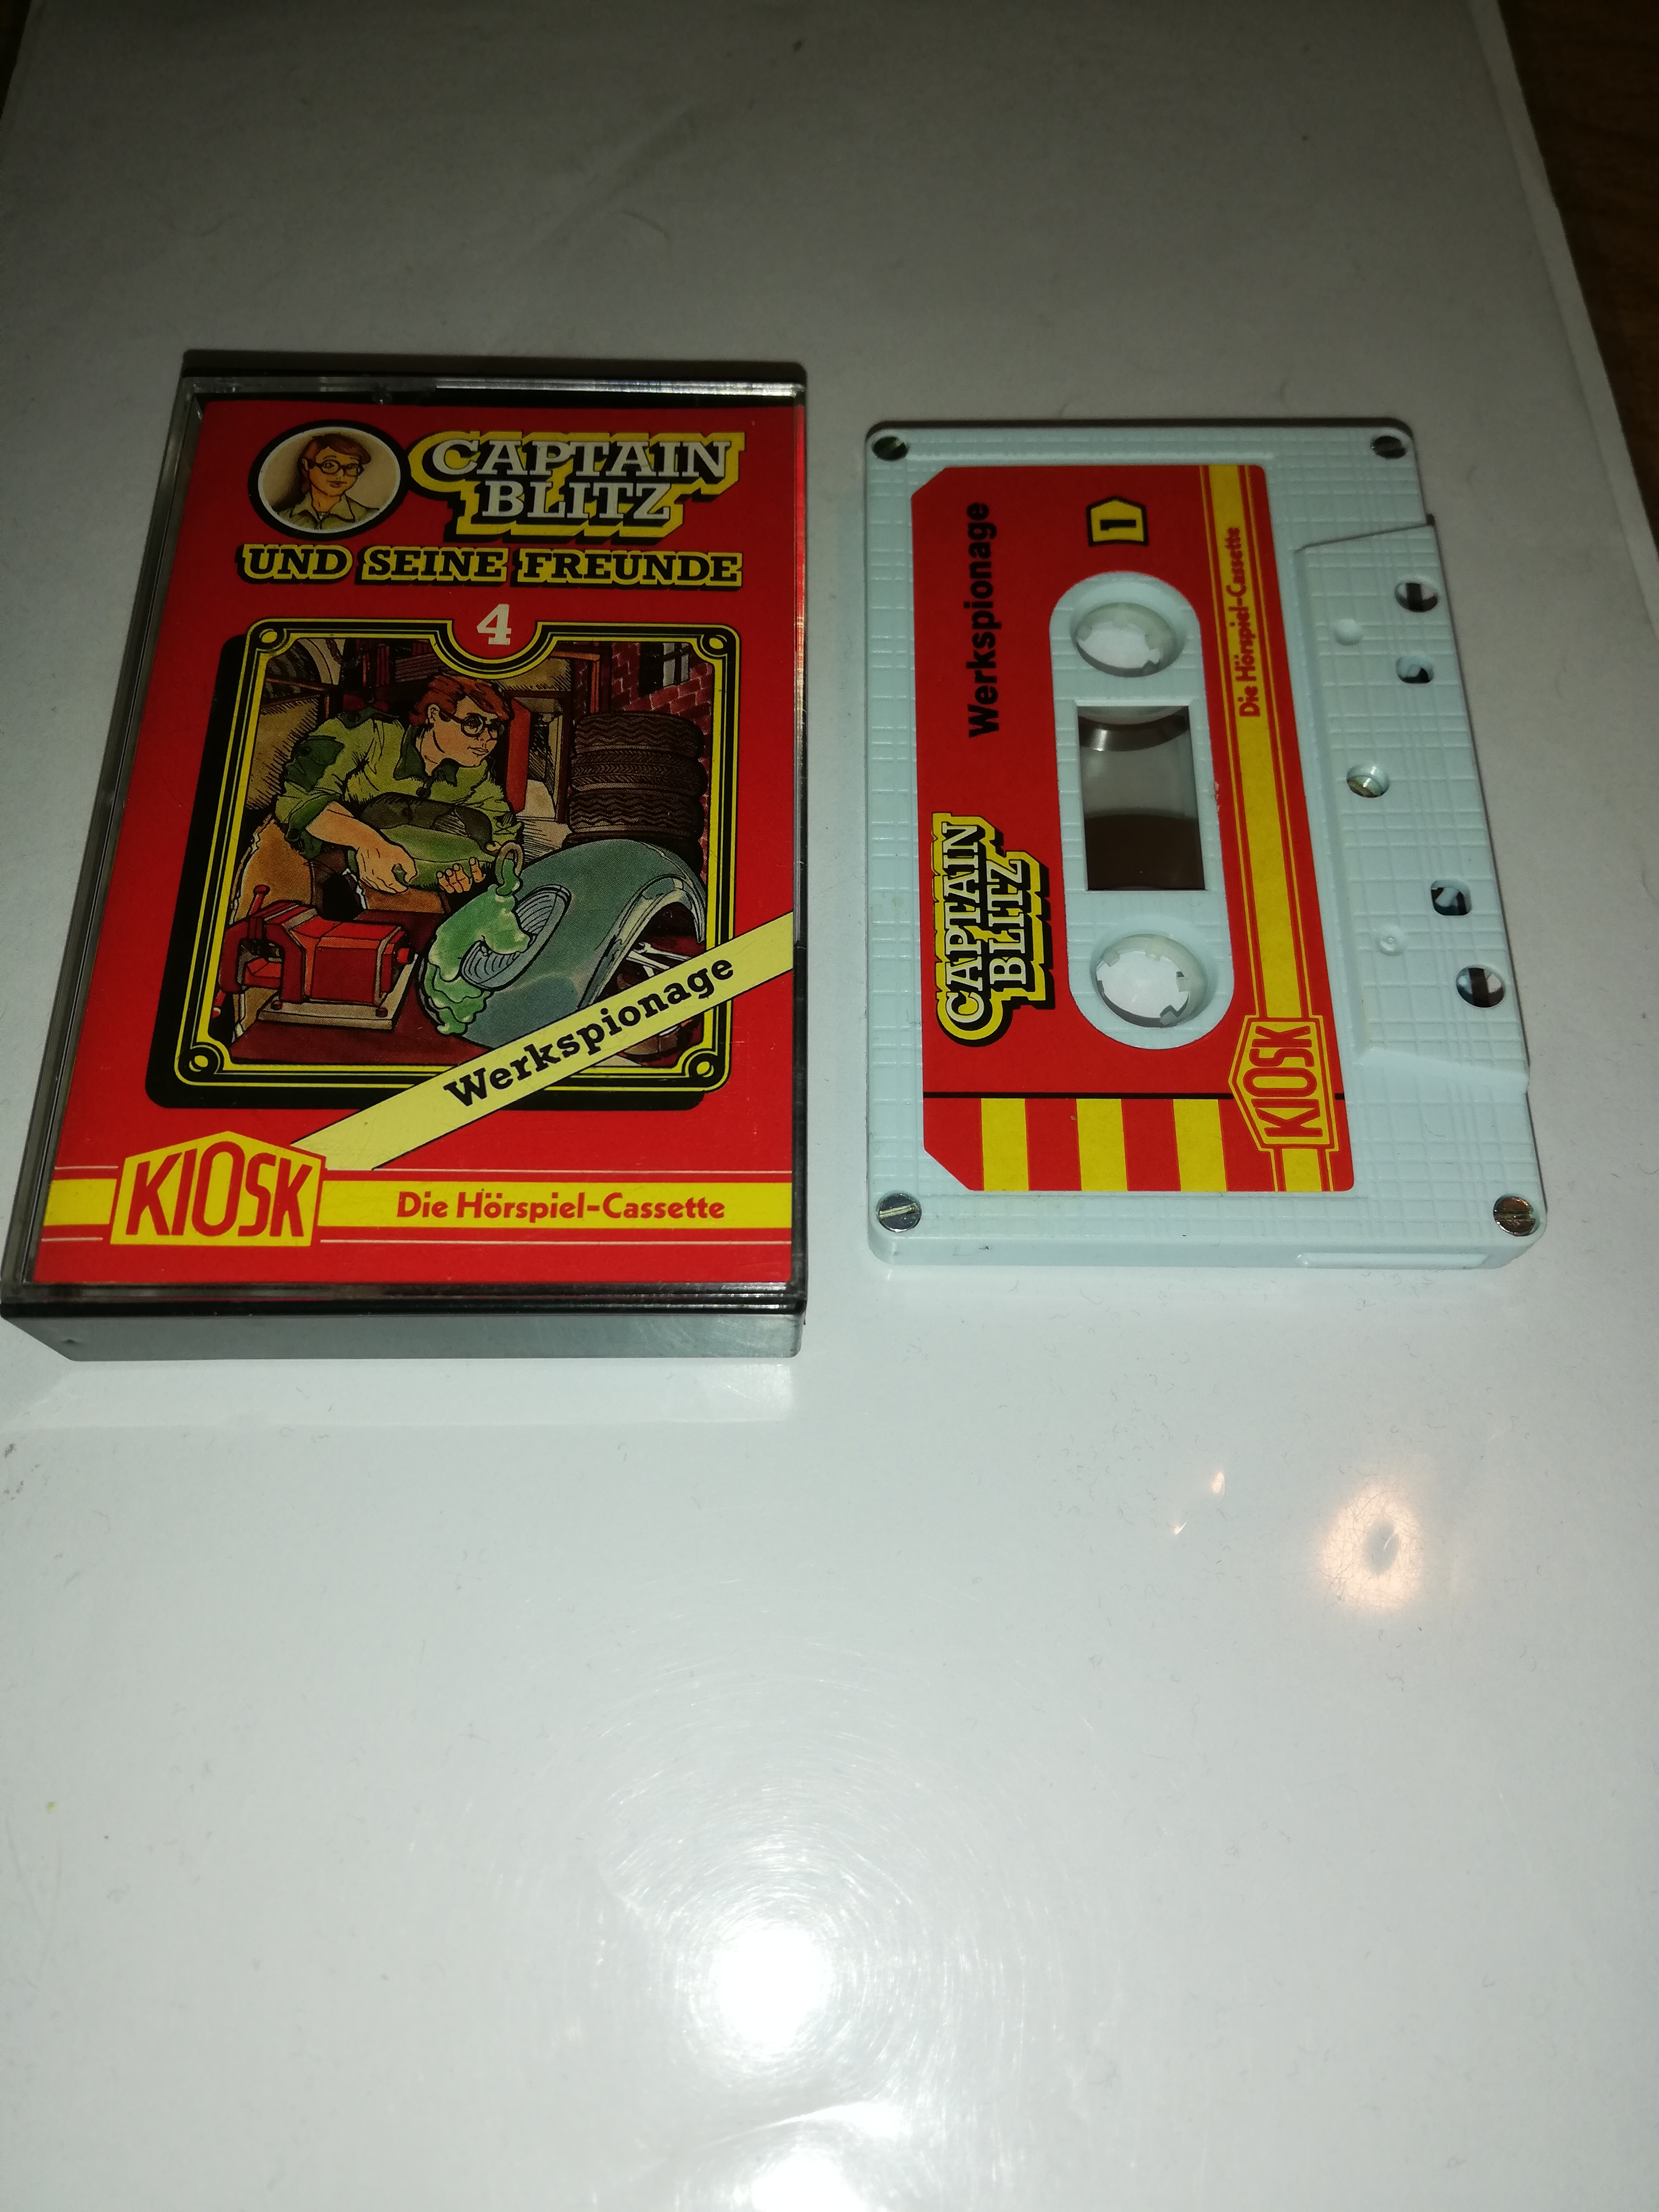 CAPTAIN
BLITZ
UND SEINE FREUNDE
4
Werkspionage
KIOSK
Die Hörspiel-Cassette
Werkspionage
1
CAPTAIN
BLITZ
Die Hörspiel-Cassette
KIOSK